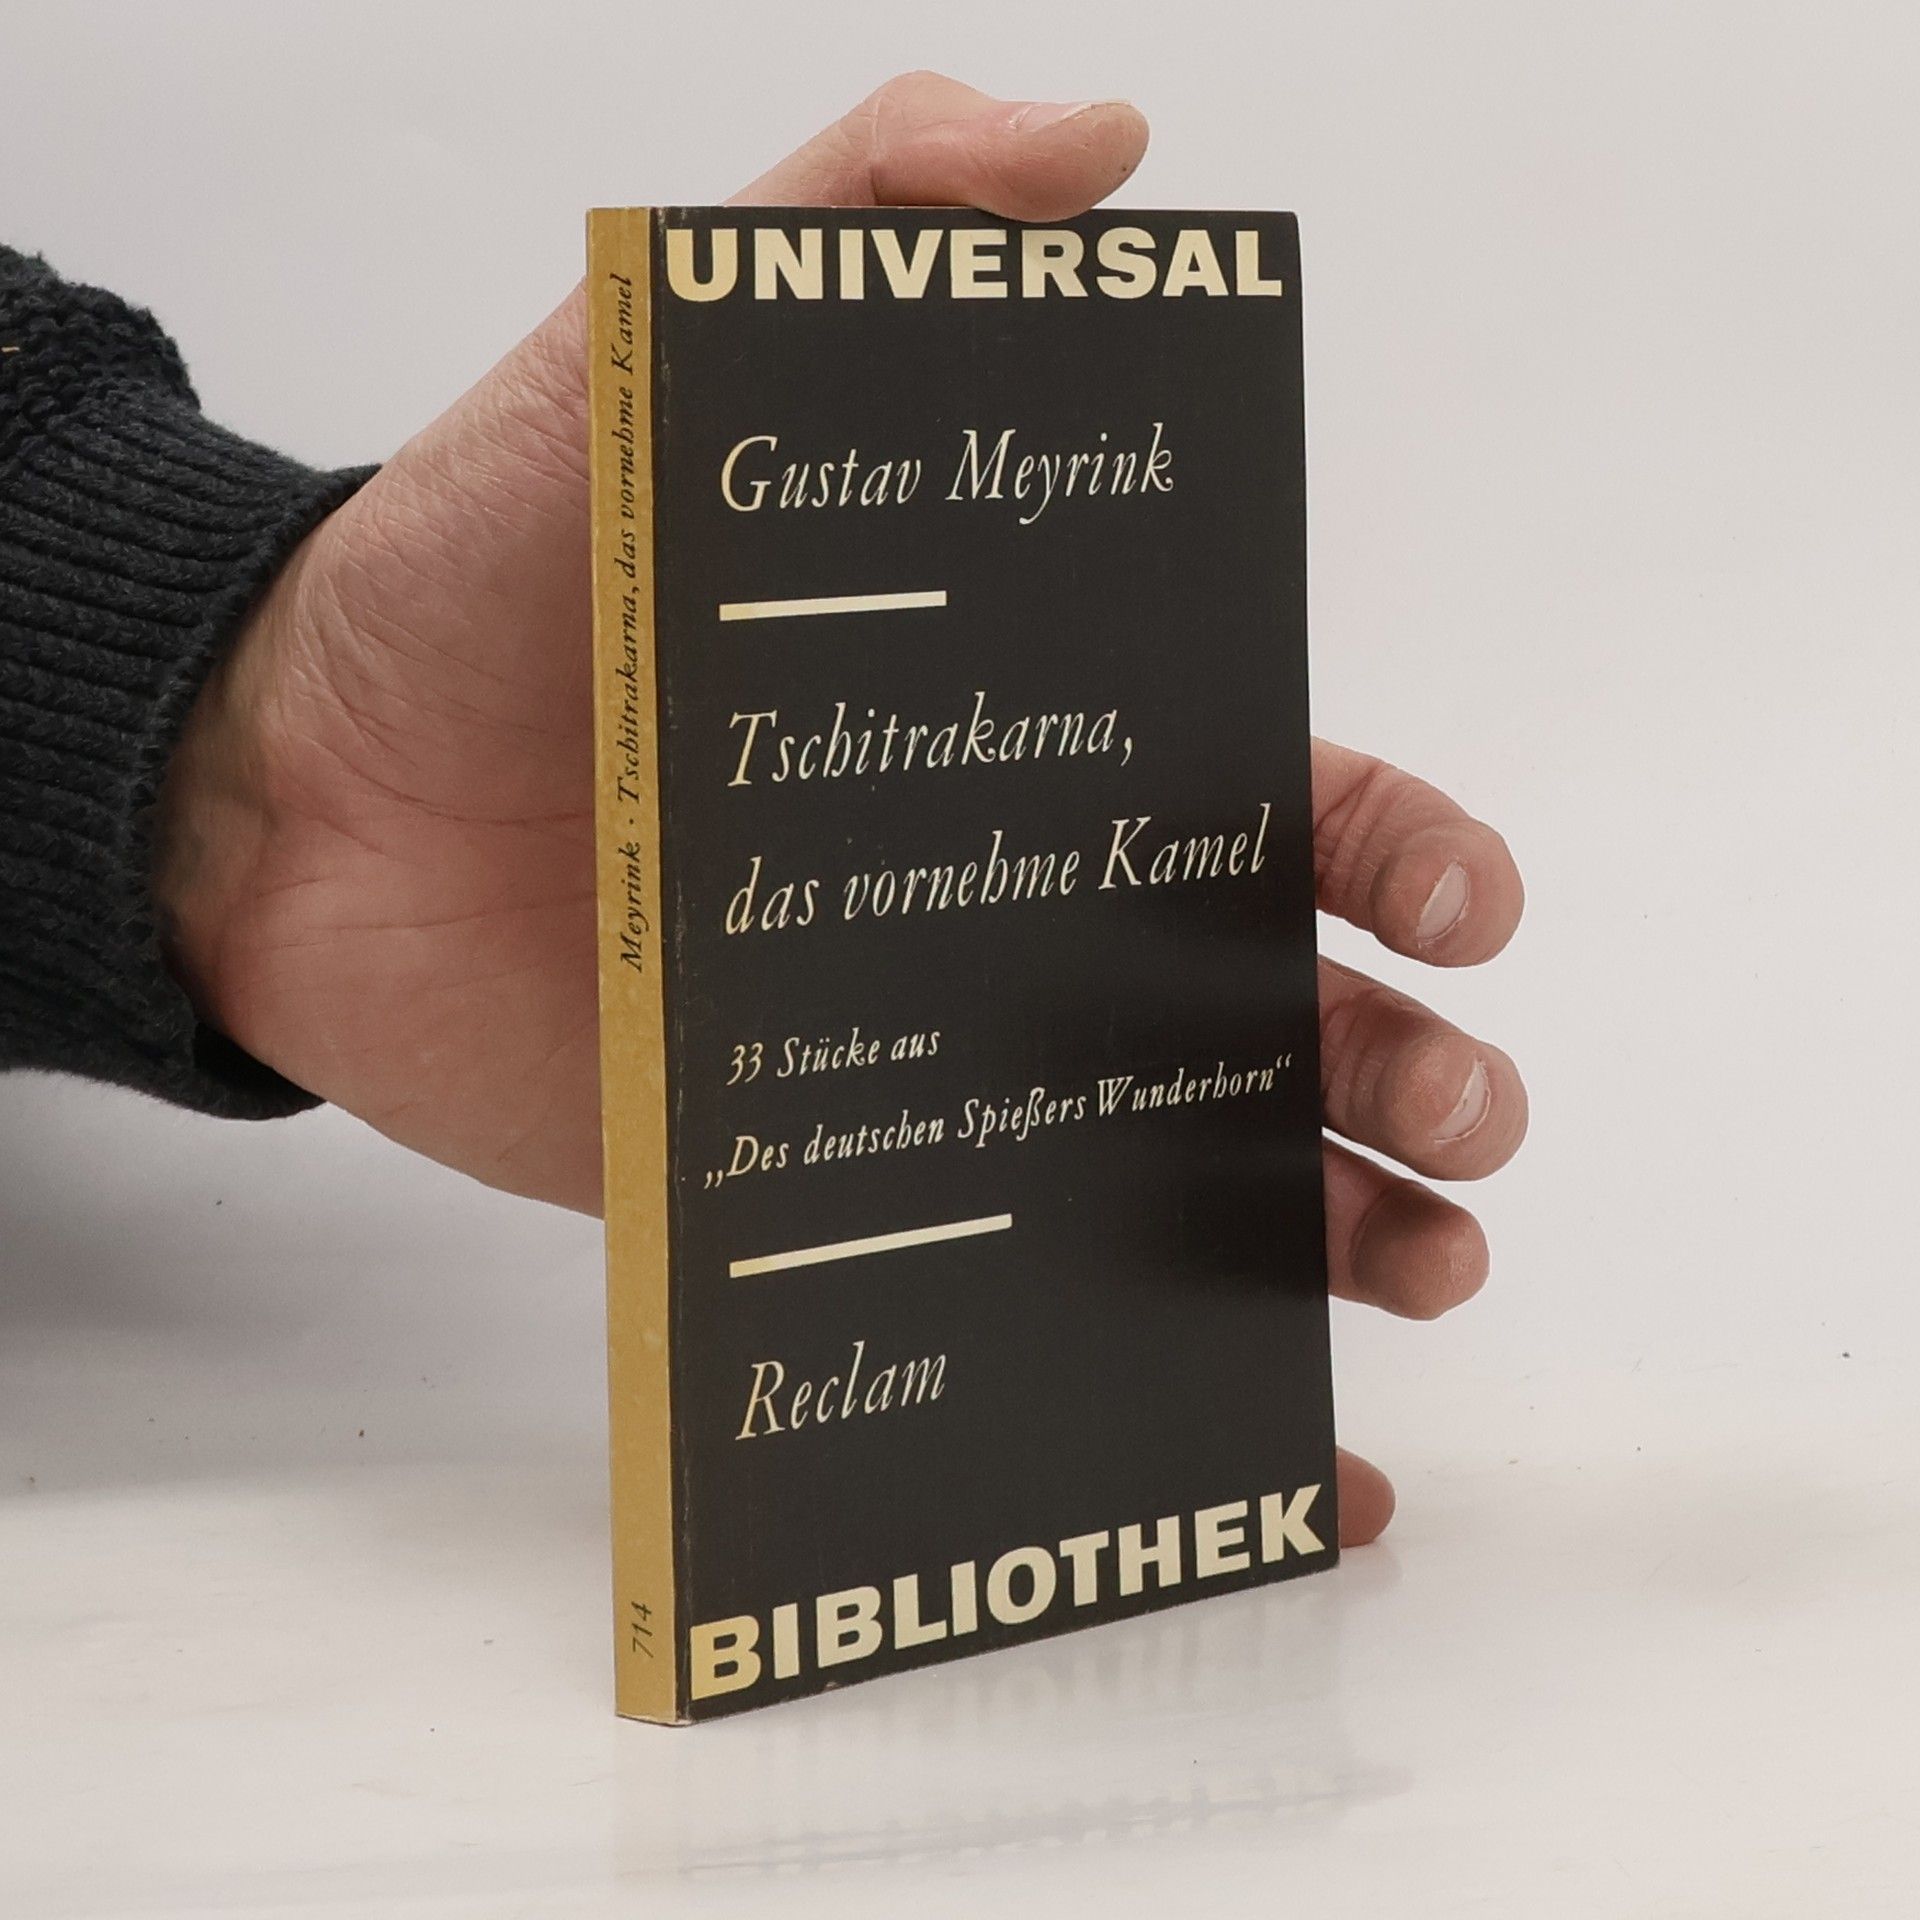 UNIVERSAL
Gustav Meyrink
Tschitrakarna,
das vornehme Kamel
33 Stücke aus
„Des deutschen Spießers Wunderhorn“
Reclam
BIBLIOTHEK
Meyrink · Tschitrakarna, das vornehme Kamel
714